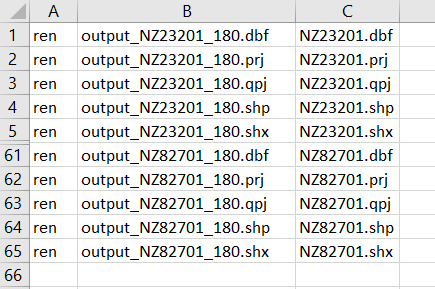 A B C
1 ren output_NZ23201_180.dbf NZ23201.dbf
2 ren output_NZ23201_180.prj NZ23201.prj
3 ren output_NZ23201_180.qpj NZ23201.qpj
4 ren output_NZ23201_180.shp NZ23201.shp
5 ren output_NZ23201_180.shx NZ23201.shx
61 ren output_NZ82701_180.dbf NZ82701.dbf
62 ren output_NZ82701_180.prj NZ82701.prj
63 ren output_NZ82701_180.qpj NZ82701.qpj
64 ren output_NZ82701_180.shp NZ82701.shp
65 ren output_NZ82701_180.shx NZ82701.shx
66